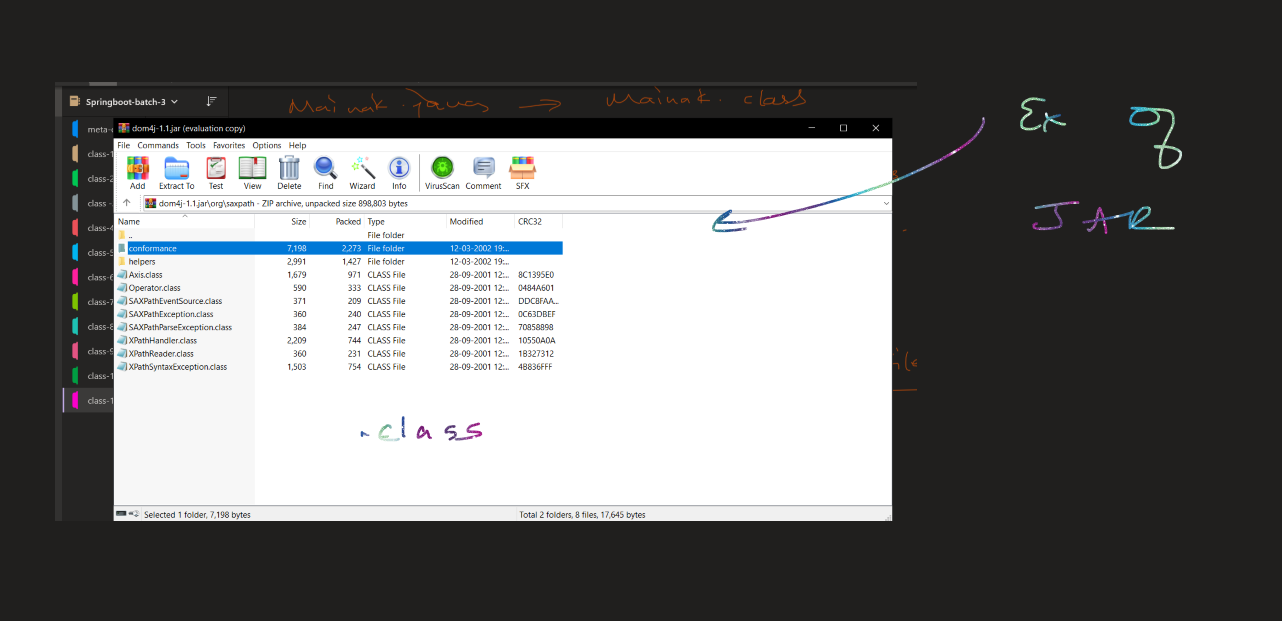 Springboot-batch-3
Mainak.javac → Mainak.class
Ex of
JAR
meta-
class-1
class-2
class -
class-4
class-5
class-6
class-7
class-8
class-9
class-1
class-1
dom4j-1.1.jar (evaluation copy)
File Commands Tools Favorites Options Help
Add Extract To Test View Delete Find Wizard Info VirusScan Comment SFX
dom4j-1.1.jar\org\saxpath - ZIP archive, unpacked size 898,803 bytes
Name Size Packed Type Modified CRC32
.. File folder
conformance 7,198 2,273 File folder 12-03-2002 19:...
helpers 2,991 1,427 File folder 12-03-2002 19:...
Axis.class 1,679 971 CLASS File 28-09-2001 12:... 8C1395E0
Operator.class 590 333 CLASS File 28-09-2001 12:... 0484A601
SAXPathEventSource.class 371 209 CLASS File 28-09-2001 12:... DDC8FAA...
SAXPathException.class 360 240 CLASS File 28-09-2001 12:... 0C63DBEF
SAXPathParseException.class 384 247 CLASS File 28-09-2001 12:... 70858898
XPathHandler.class 2,209 744 CLASS File 28-09-2001 12:... 10550A0A
XPathReader.class 360 231 CLASS File 28-09-2001 12:... 1B327312
XPathSyntaxException.class 1,503 754 CLASS File 28-09-2001 12:... 4B836FFF
.class
Selected 1 folder, 7,198 bytes Total 2 folders, 8 files, 17,645 bytes